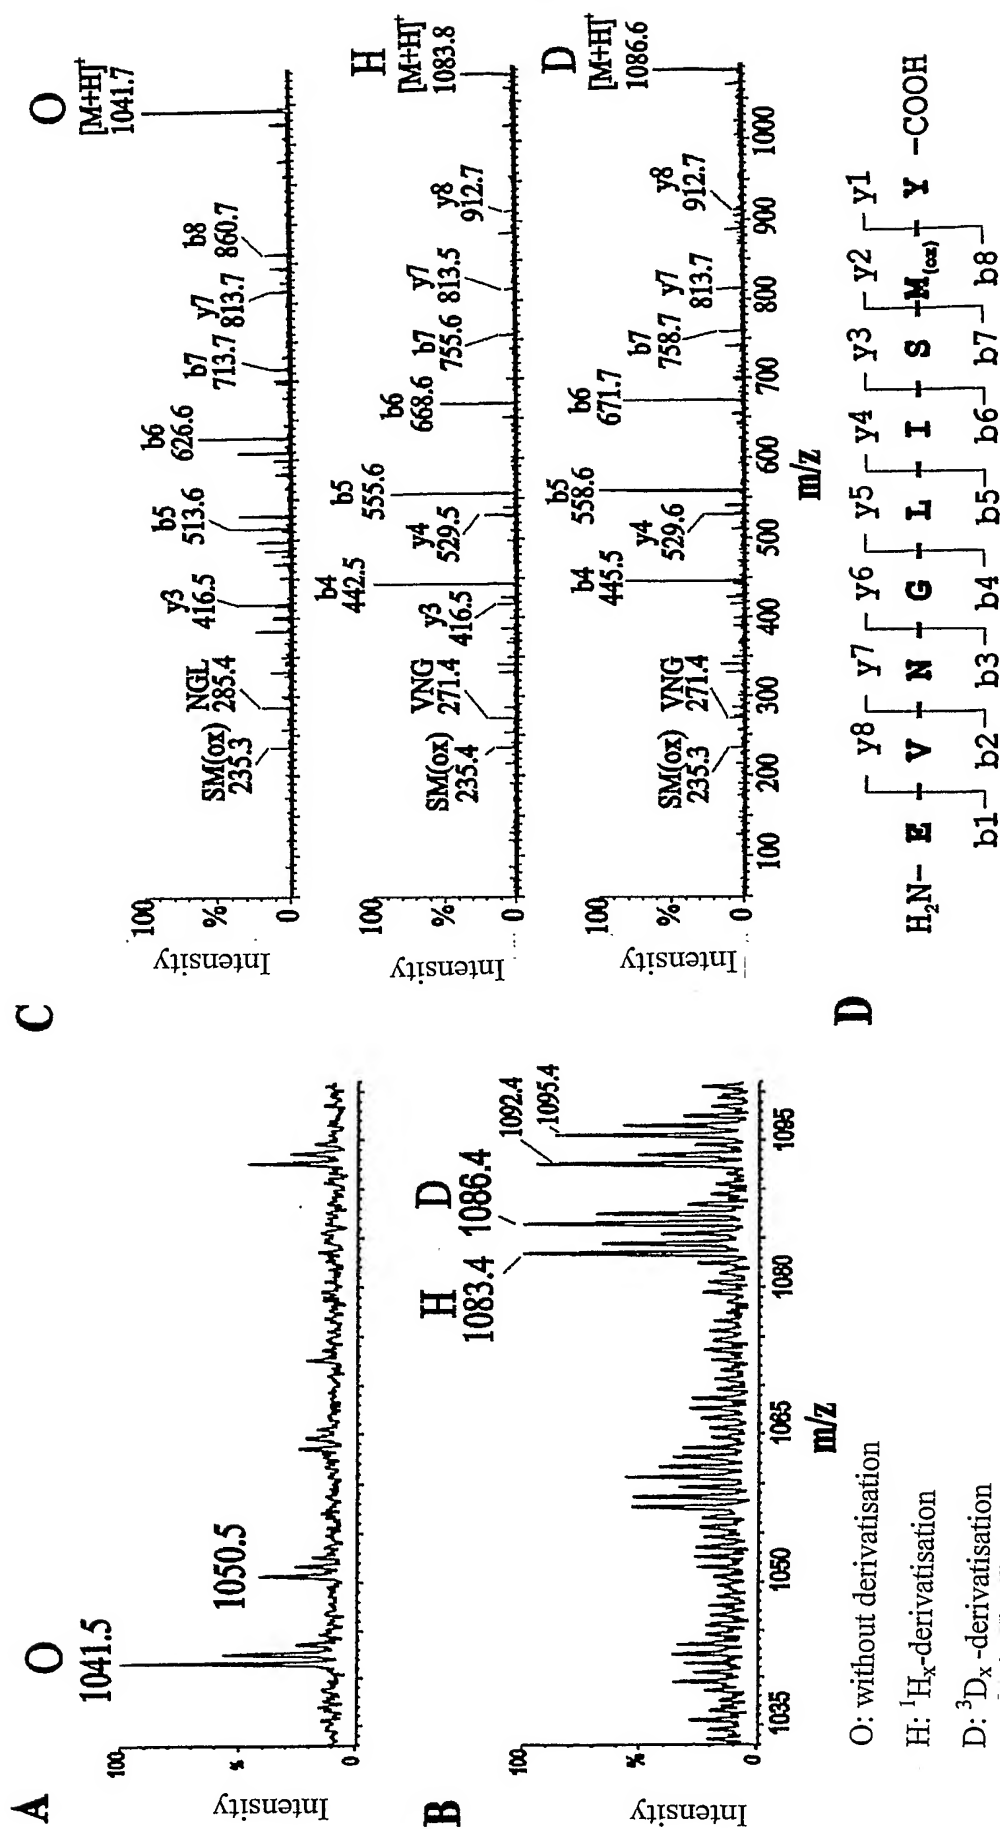 A
O
1041.5
1050.5
100
%
0
Intensity
B
H
1083.4
D
1086.4
1092.4
1095.4
100
%
0
Intensity
1035
1050
1065
1080
1095
m/z
O: without derivatisation
H: ¹Hₓ-derivatisation
D: ³Dₓ -derivatisation
C
O
[M+H]⁺
1041.7
SM(ox)
235.3
NGL
285.4
y3
416.5
b5
513.6
b6
626.6
b7
713.7
y7
813.7
b8
860.7
100
%
0
Intensity
H
[M+H]⁺
1083.8
SM(ox)
235.4
VNG
271.4
y3
416.5
b4
442.5
y4
529.5
b5
555.6
b6
668.6
b7
755.6
y7
813.5
y8
912.7
100
%
0
Intensity
D
[M+H]⁺
1086.6
SM(ox)
235.3
VNG
271.4
b4
445.5
y4
529.6
b5
558.6
b6
671.7
b7
758.7
y7
813.7
y8
912.7
100
%
0
Intensity
100
200
300
400
500
600
700
800
900
1000
m/z
D
y8 y7 y6 y5 y4 y3 y2 y1
H₂N- E V N G L I S M(ox) Y -COOH
b1 b2 b3 b4 b5 b6 b7 b8